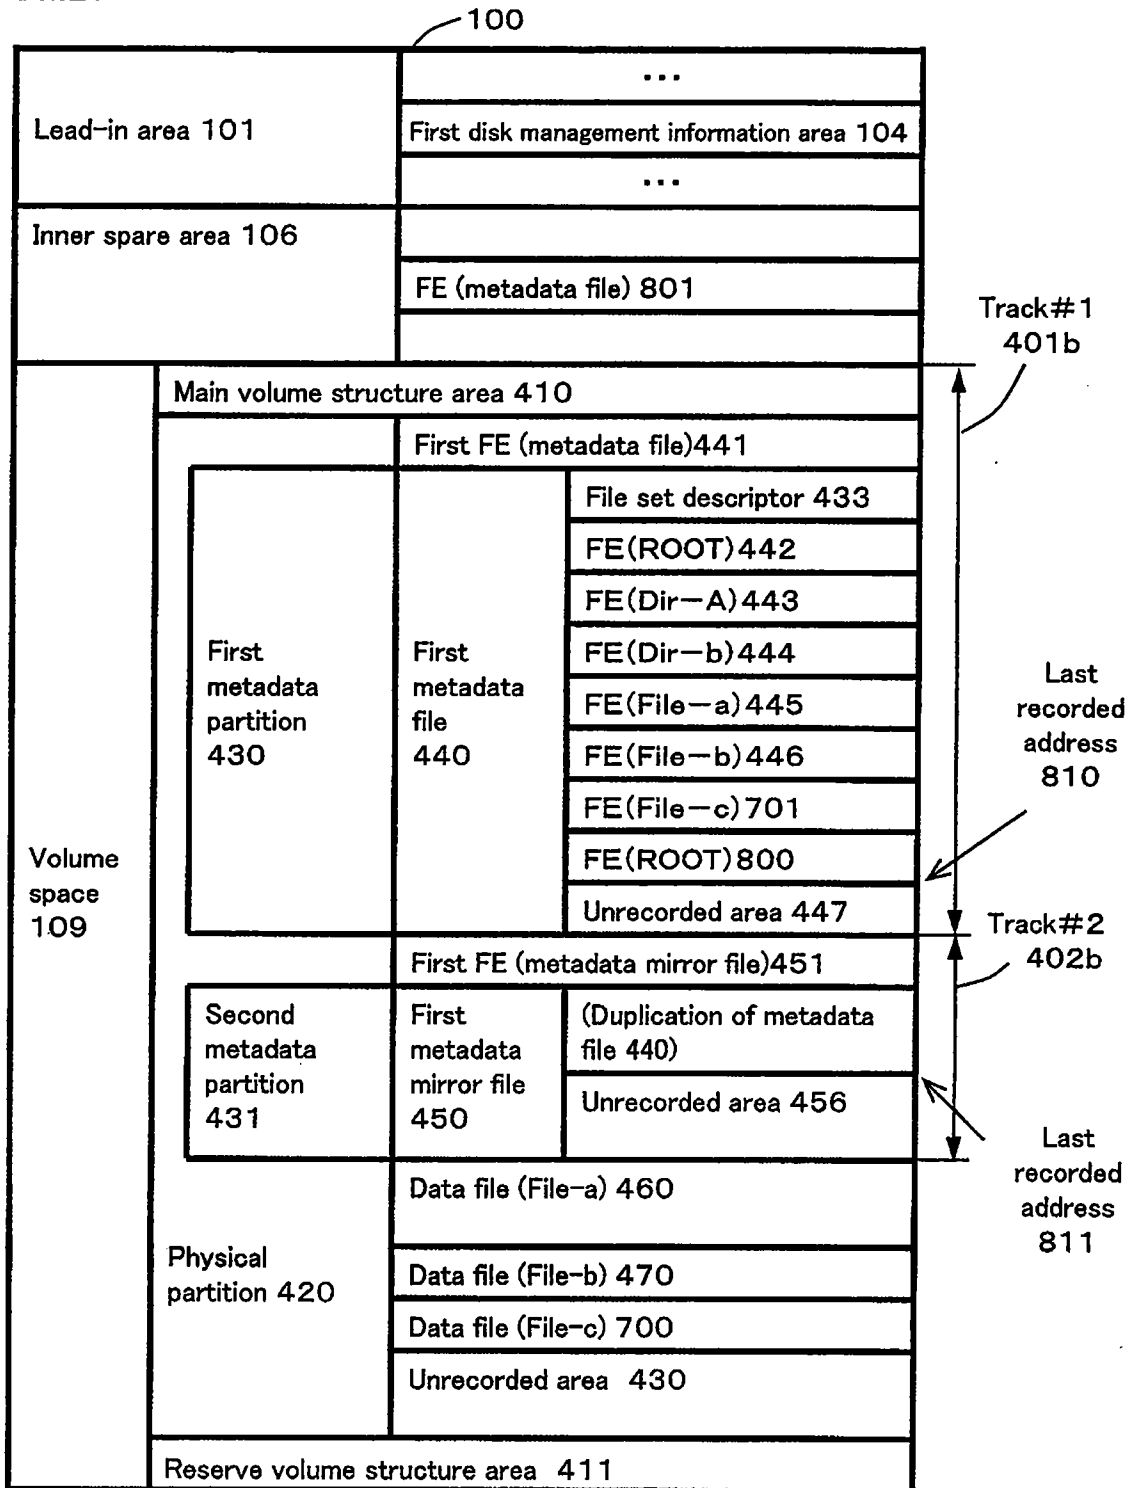 100
...
Lead-in area 101
First disk management information area 104
...
Inner spare area 106
FE (metadata file) 801
Track#1
401b
Main volume structure area 410
First FE (metadada file)441
File set descriptor 433
FE(ROOT)442
FE(Dir-A)443
FE(Dir-b)444
FE(File-a)445
FE(File-b)446
FE(File-c)701
FE(ROOT)800
Unrecorded area 447
First
metadata
partition
430
First
metadata
file
440
Last
recorded
address
810
Volume
space
109
Track#2
402b
First FE (metadata mirror file)451
Second
metadata
partition
431
First
metadata
mirror file
450
(Duplication of metadata
file 440)
Unrecorded area 456
Last
recorded
address
811
Data file (File-a) 460
Physical
partition 420
Data file (File-b) 470
Data file (File-c) 700
Unrecorded area 430
Reserve volume structure area 411